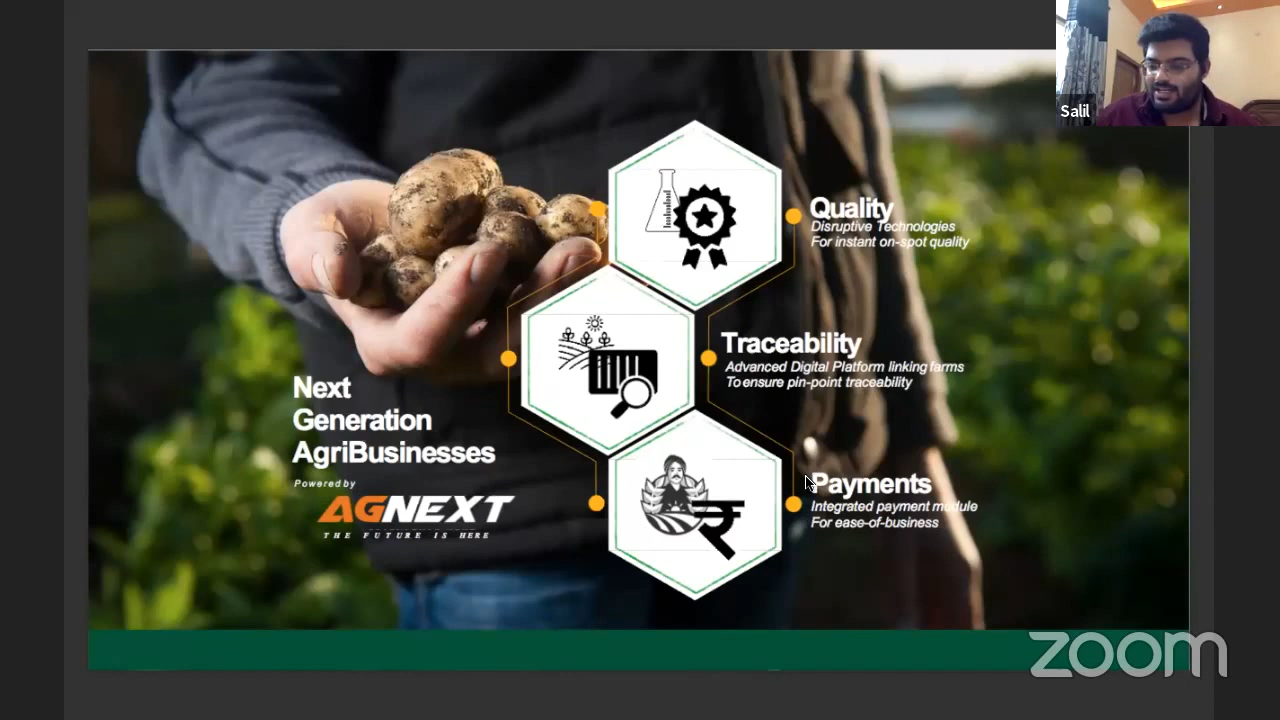 Salil
Quality
Disruptive Technologies
For instant on-spot quality
Traceability
Advanced Digital Platform linking farms
To ensure pin-point traceability
Next
Generation
AgriBusinesses
Powered by
AGNEXT
THE FUTURE IS HERE
Payments
Integrated payment module
For ease-of-business
₹
zoom